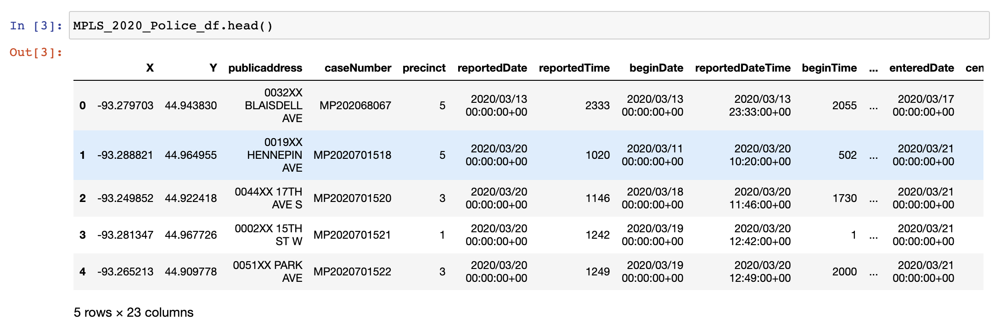 In [3]: MPLS_2020_Police_df.head()
Out[3]:
X Y publicaddress caseNumber precinct reportedDate reportedTime beginDate reportedDateTime beginTime ... enteredDate cen
0032XX
2020/03/13 2020/03/13 2020/03/13 2020/03/17
0 -93.279703 44.943830 BLAISDELL MP202068067 5 2333 2055 ...
00:00:00+00 00:00:00+00 23:33:00+00 00:00:00+00
AVE
0019XX
2020/03/20 2020/03/11 2020/03/20 2020/03/21
1 -93.288821 44.964955 HENNEPIN MP2020701518 5 1020 502 ...
00:00:00+00 00:00:00+00 10:20:00+00 00:00:00+00
AVE
0044XX 17TH 2020/03/20 2020/03/18 2020/03/20 2020/03/21
2 -93.249852 44.922418 MP2020701520 3 1146 1730 ...
AVE S 00:00:00+00 00:00:00+00 11:46:00+00 00:00:00+00
0002XX 15TH 2020/03/20 2020/03/19 2020/03/20 2020/03/21
3 -93.281347 44.967726 MP2020701521 1 1242 1 ...
ST W 00:00:00+00 00:00:00+00 12:42:00+00 00:00:00+00
0051XX PARK 2020/03/20 2020/03/19 2020/03/20 2020/03/21
4 -93.265213 44.909778 MP2020701522 3 1249 2000 ...
AVE 00:00:00+00 00:00:00+00 12:49:00+00 00:00:00+00
5 rows × 23 columns